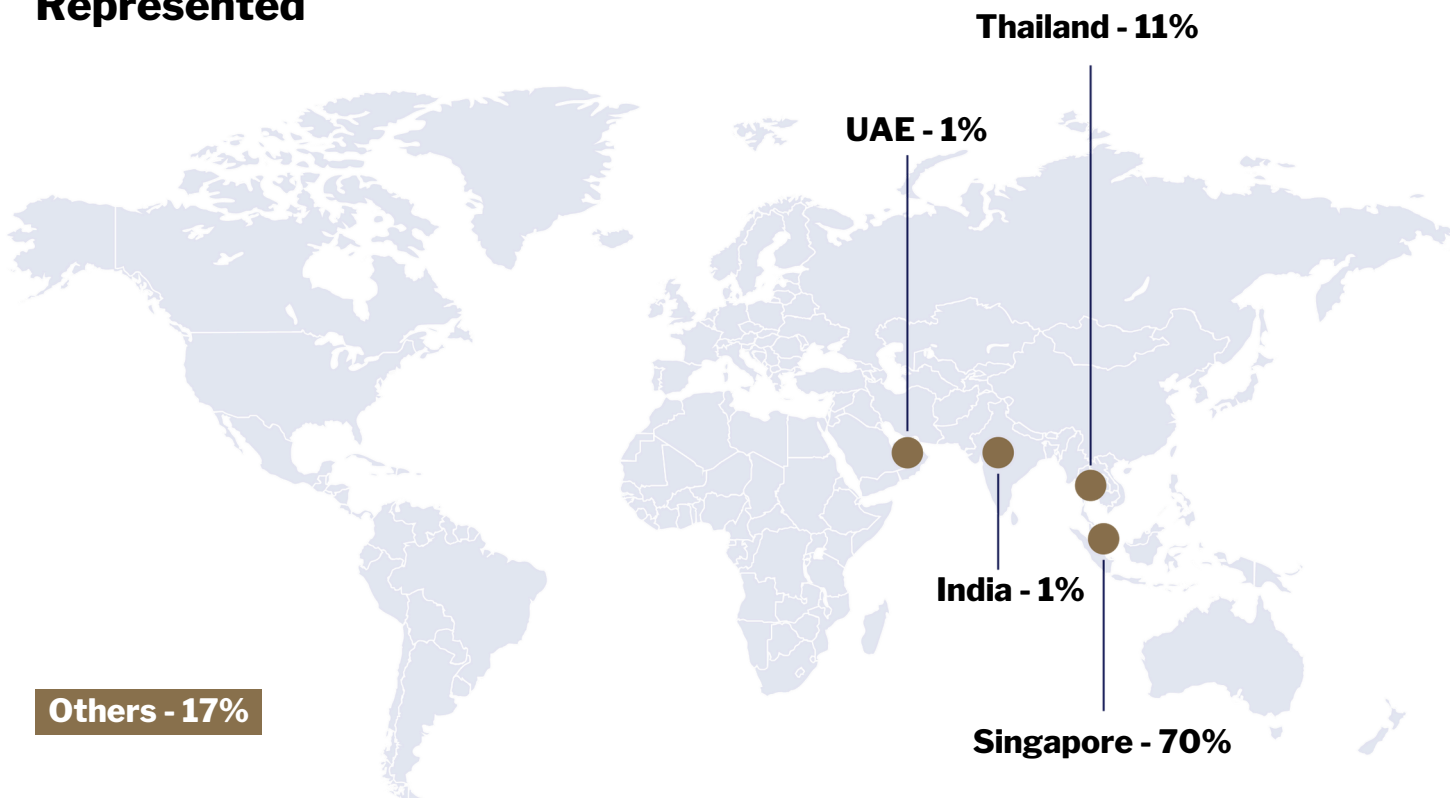 Represented
Thailand - 11%
UAE - 1%
India - 1%
Others - 17%
Singapore - 70%